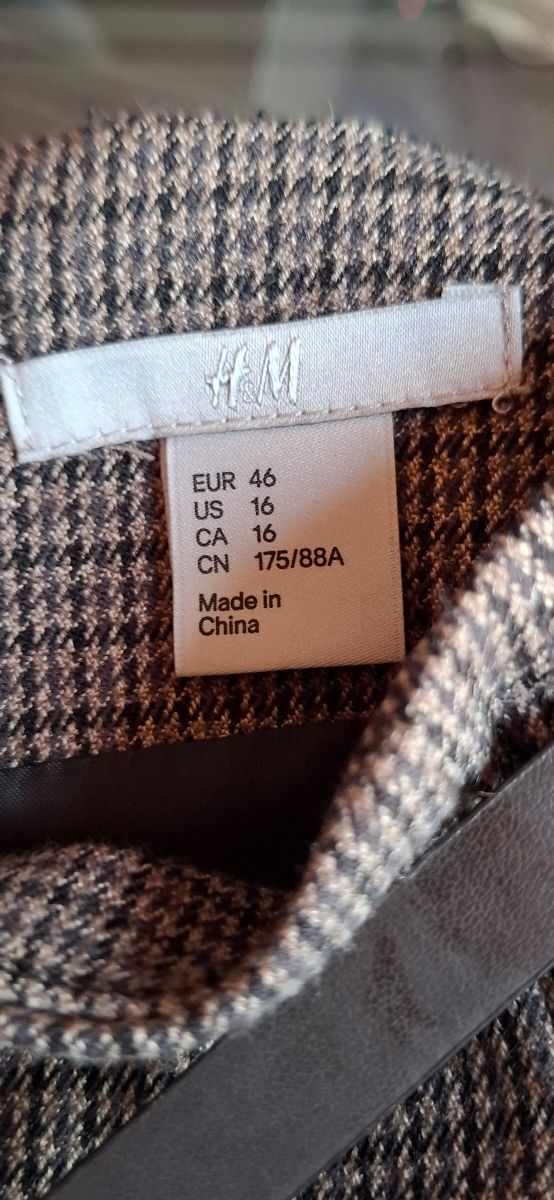 H&M
EUR 46
US 16
CA 16
CN 175/88A
Made in
China